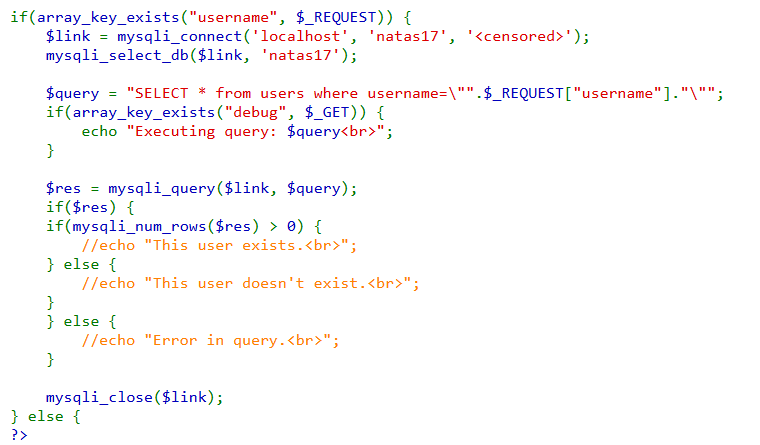 if(array_key_exists("username", $_REQUEST)) {
    $link = mysqli_connect('localhost', 'natas17', '<censored>');
    mysqli_select_db($link, 'natas17');

    $query = "SELECT * from users where username=\"".$_REQUEST["username"]."\"";
    if(array_key_exists("debug", $_GET)) {
        echo "Executing query: $query<br>";
    }

    $res = mysqli_query($link, $query);
    if($res) {
    if(mysqli_num_rows($res) > 0) {
        //echo "This user exists.<br>";
    } else {
        //echo "This user doesn't exist.<br>";
    }
    } else {
        //echo "Error in query.<br>";
    }

    mysqli_close($link);
} else {
?>